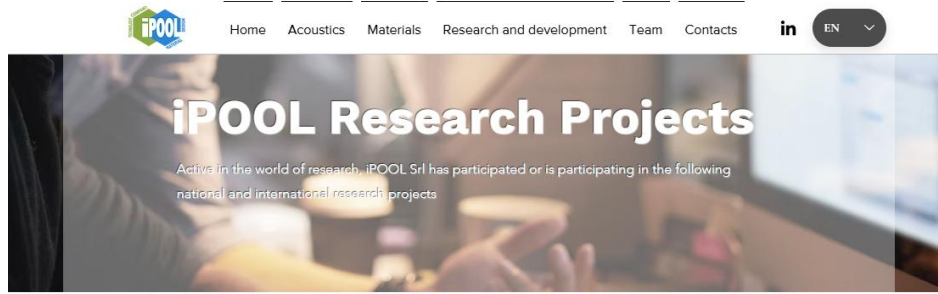 iPOOL
Home Acoustics Materials Research and development Team Contacts in EN
iPOOL Research Projects
Active in the world of research, iPOOL Srl has participated or is participating in the following
national and international research projects